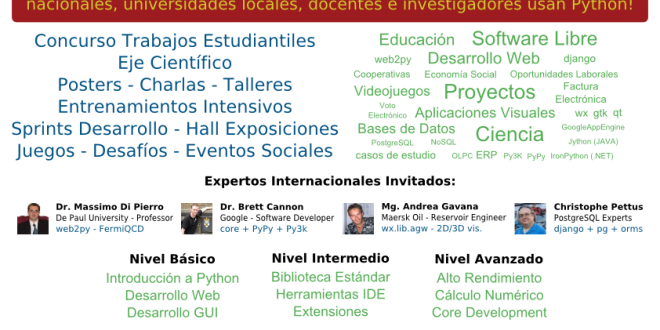 nacionales, universidades locales, docentes e investigadores usan Python!
Concurso Trabajos Estudiantiles
Eje Científico
Posters - Charlas - Talleres
Entrenamientos Intensivos
Sprints Desarrollo - Hall Exposiciones
Juegos - Desafíos - Eventos Sociales
Educación Software Libre
web2py Desarrollo Web django
Cooperativas Economía Social Oportunidades Laborales
Videojuegos Proyectos Factura
Electrónica
Voto
Electrónico Aplicaciones Visuales wx gtk qt
Bases de Datos Ciencia GoogleAppEngine
PostgreSQL NoSQL Jython (JAVA)
casos de estudio OLPC ERP Py3K PyPy IronPython (.NET)
Expertos Internacionales Invitados:
Dr. Massimo Di Pierro
De Paul University - Professor
web2py - FermiQCD
Dr. Brett Cannon
Google - Software Developer
core + PyPy + Py3k
Mg. Andrea Gavana
Maersk Oil - Reservoir Engineer
wx.lib.agw - 2D/3D vis.
Christophe Pettus
PostgreSQL Experts
django + pg + orms
Nivel Básico
Introducción a Python
Desarrollo Web
Desarrollo GUI
Nivel Intermedio
Biblioteca Estándar
Herramientas IDE
Extensiones
Nivel Avanzado
Alto Rendimiento
Cálculo Numérico
Core Development